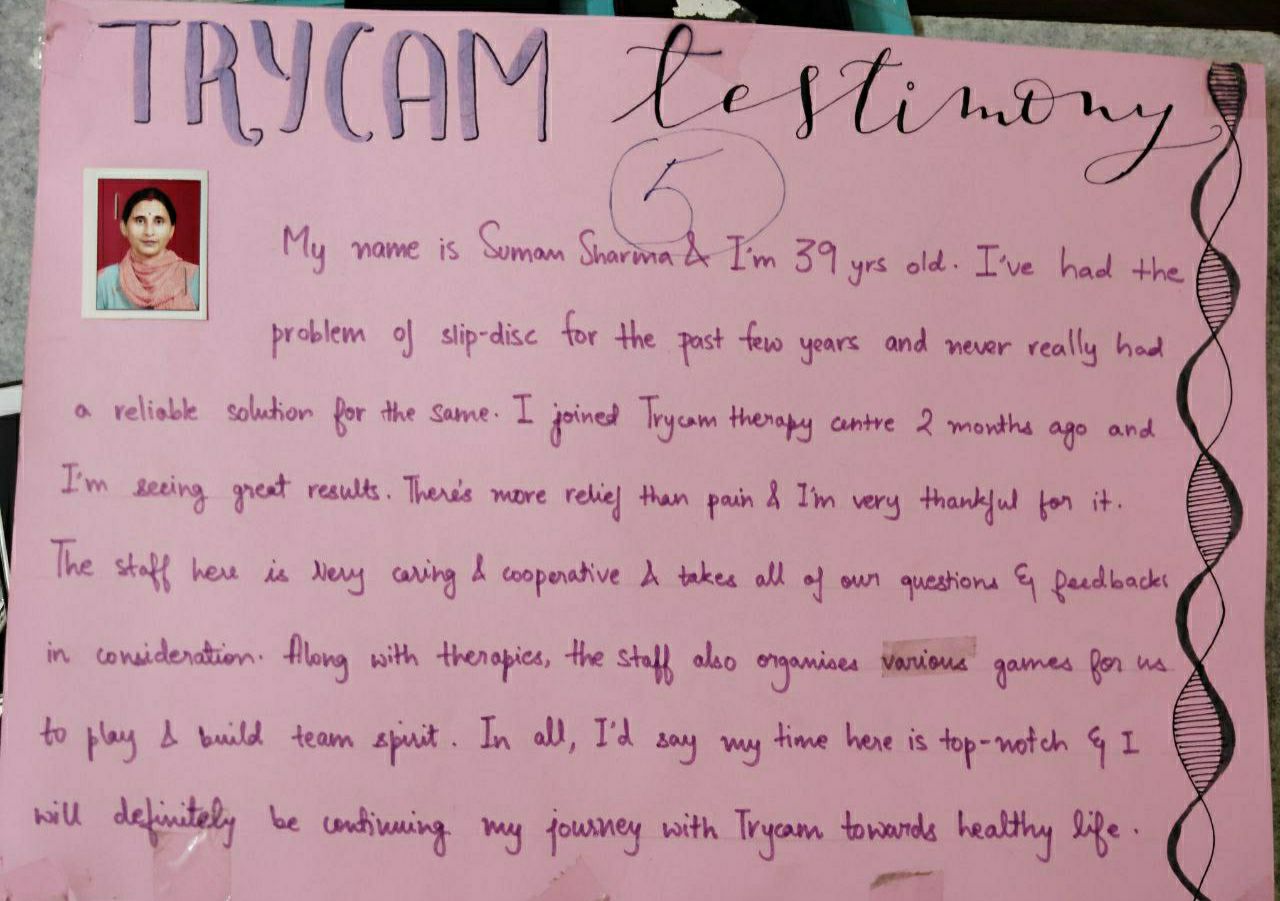 TRYCAM testimony
5
My name is Suman Sharma & I'm 39 yrs old. I've had the
problem of slip-disc for the past few years and never really had
a reliable solution for the same. I joined Trycam therapy centre 2 months ago and
I'm seeing great results. There's more relief than pain & I'm very thankful for it.
The staff here is very caring & cooperative & takes all of our questions & feedbacks
in consideration. Along with therapies, the staff also organises various games for us
to play & build team spirit. In all, I'd say my time here is top-notch & I
will definitely be continuing my journey with Trycam towards healthy life.